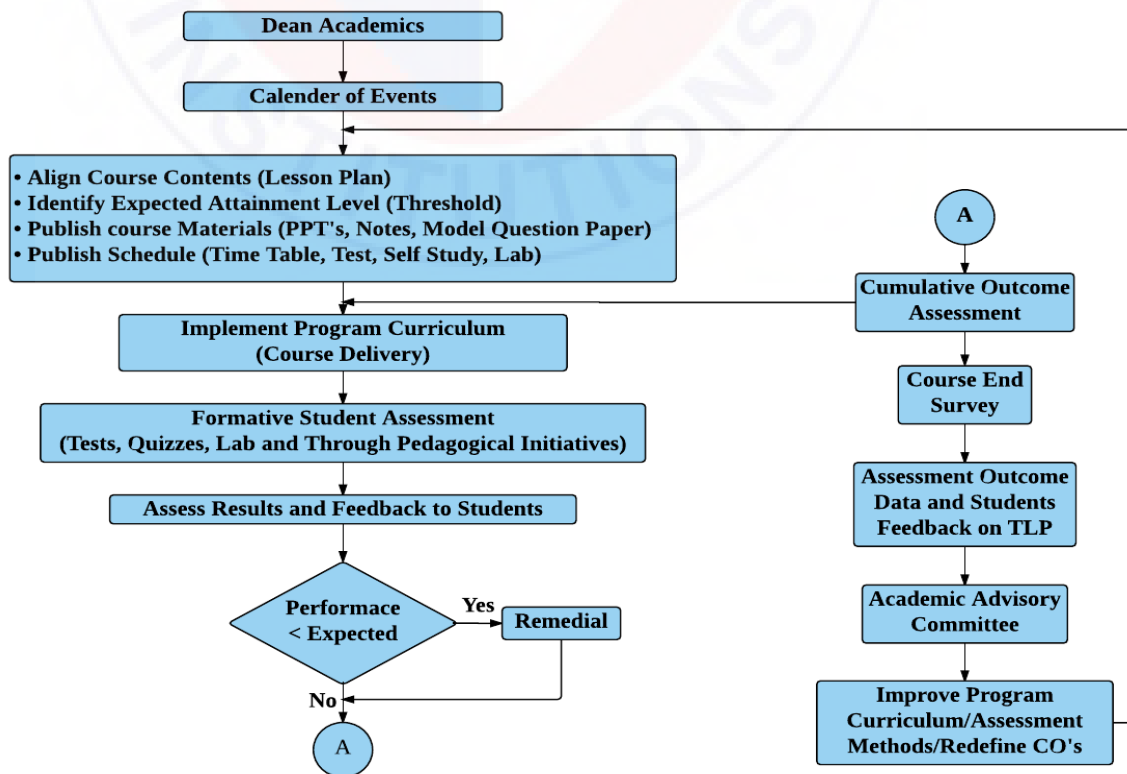 INSTITUTIONS
Dean Academics
Calender of Events
• Align Course Contents (Lesson Plan)
• Identify Expected Attainment Level (Threshold)
• Publish course Materials (PPT's, Notes, Model Question Paper)
• Publish Schedule (Time Table, Test, Self Study, Lab)
Implement Program Curriculum
(Course Delivery)
Formative Student Assessment
(Tests, Quizzes, Lab and Through Pedagogical Initiatives)
Assess Results and Feedback to Students
Performace
< Expected
Yes
Remedial
No
A
A
Cumulative Outcome
Assessment
Course End
Survey
Assessment Outcome
Data and Students
Feedback on TLP
Academic Advisory
Committee
Improve Program
Curriculum/Assessment
Methods/Redefine CO's